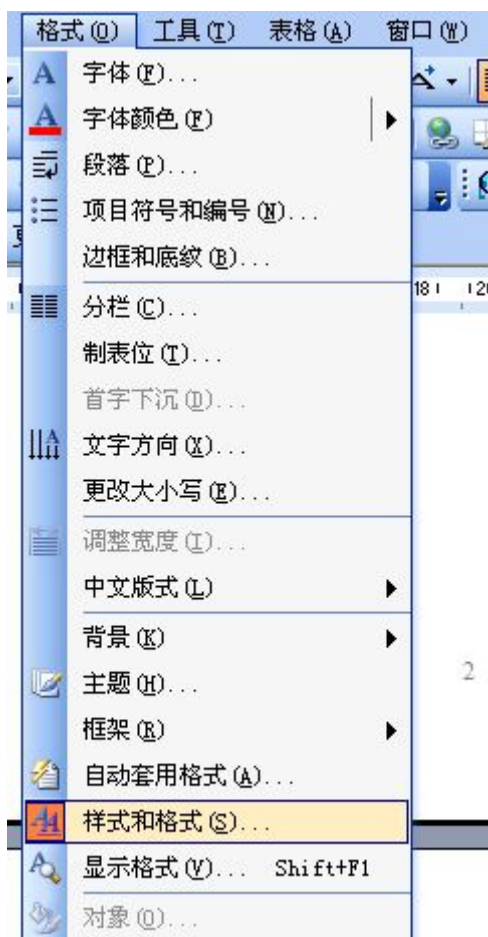 格式(O) 工具(T) 表格(A) 窗口(W)
字体(F)...
字体颜色(F)
段落(P)...
项目符号和编号(N)...
边框和底纹(B)...
18 12
分栏(C)...
制表位(T)...
首字下沉(D)...
文字方向(X)...
更改大小写(E)...
调整宽度(I)...
中文版式(L)
背景(K)
2
主题(H)...
框架(R)
自动套用格式(A)...
样式和格式(S)...
显示格式(V)... Shift+F1
对象(O)...